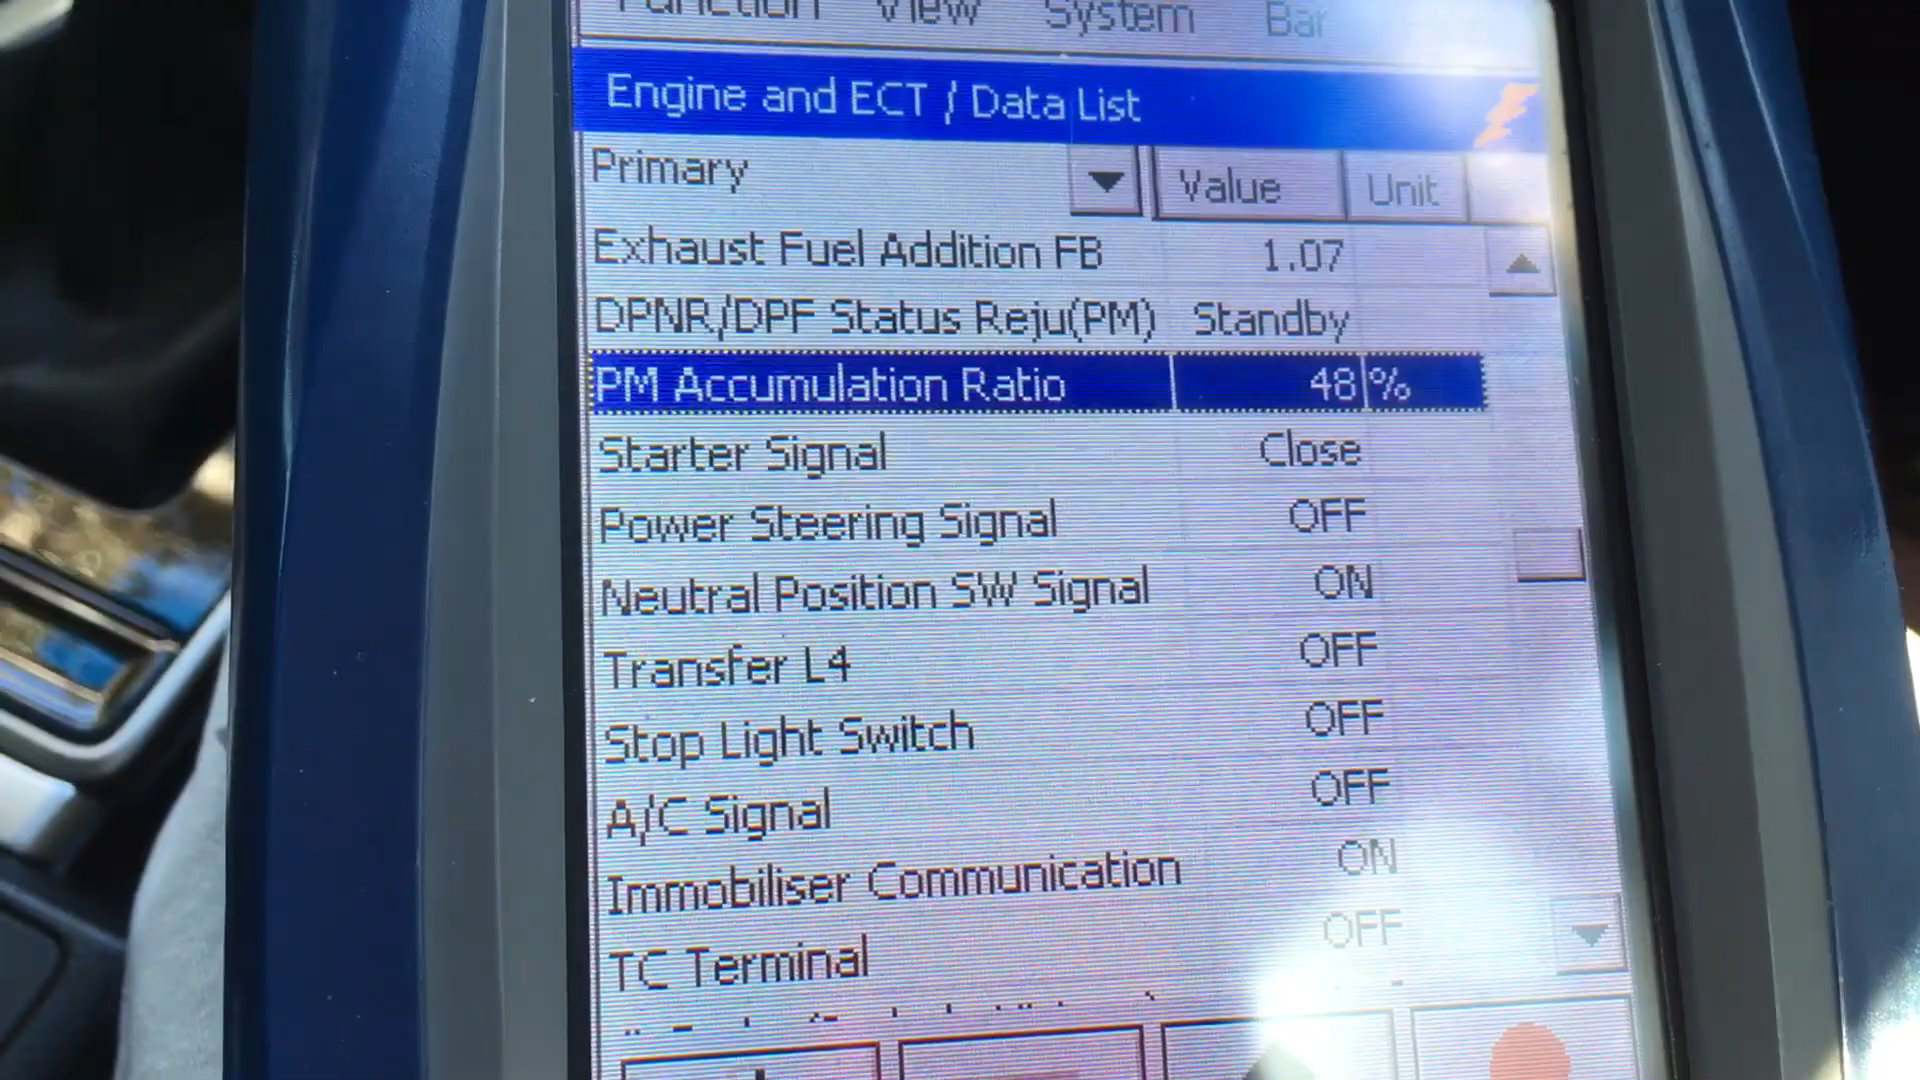 Function View System Bar
Engine and ECT / Data List
Primary Value Unit
Exhaust Fuel Addition FB 1.07
DPNR/DPF Status Reju(PM) Standby
PM Accumulation Ratio 48 %
Starter Signal Close
Power Steering Signal OFF
Neutral Position SW Signal ON
Transfer L4 OFF
Stop Light Switch OFF
A/C Signal OFF
Immobiliser Communication ON
TC Terminal OFF